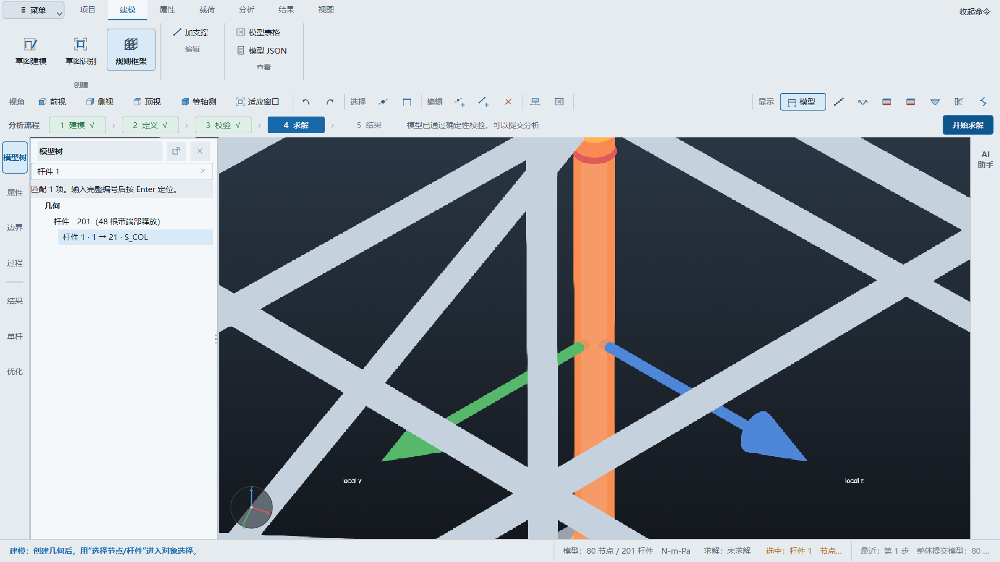 菜单 项目 建模 属性 载荷 分析 结果 视图 收起命令
草图建模 草图识别 规则框架
创建
加支撑
编辑
模型表格
模型 JSON
查看
视角 前视 侧视 顶视 等轴测 适应窗口 选择 编辑 显示 模型
分析流程 1 建模 √ › 2 定义 √ › 3 校验 √ › 4 求解 › 5 结果 模型已通过确定性校验，可以提交分析 开始求解
模型树
属性
边界
过程
结果
单杆
优化
模型树
杆件 1
匹配 1 项。输入完整编号后按 Enter 定位。
几何
杆件 201（48 根带端部释放）
杆件 1 · 1 → 21 · S_COL
local y
local z
Z
X
Y
AI
助手
建模：创建几何后，用“选择节点/杆件”进入对象选择。
模型：80 节点 / 201 杆件 N-m-Pa 求解：未求解 选中：杆件 1 节点... 最近：第 1 步 整体提交模型：80 ...